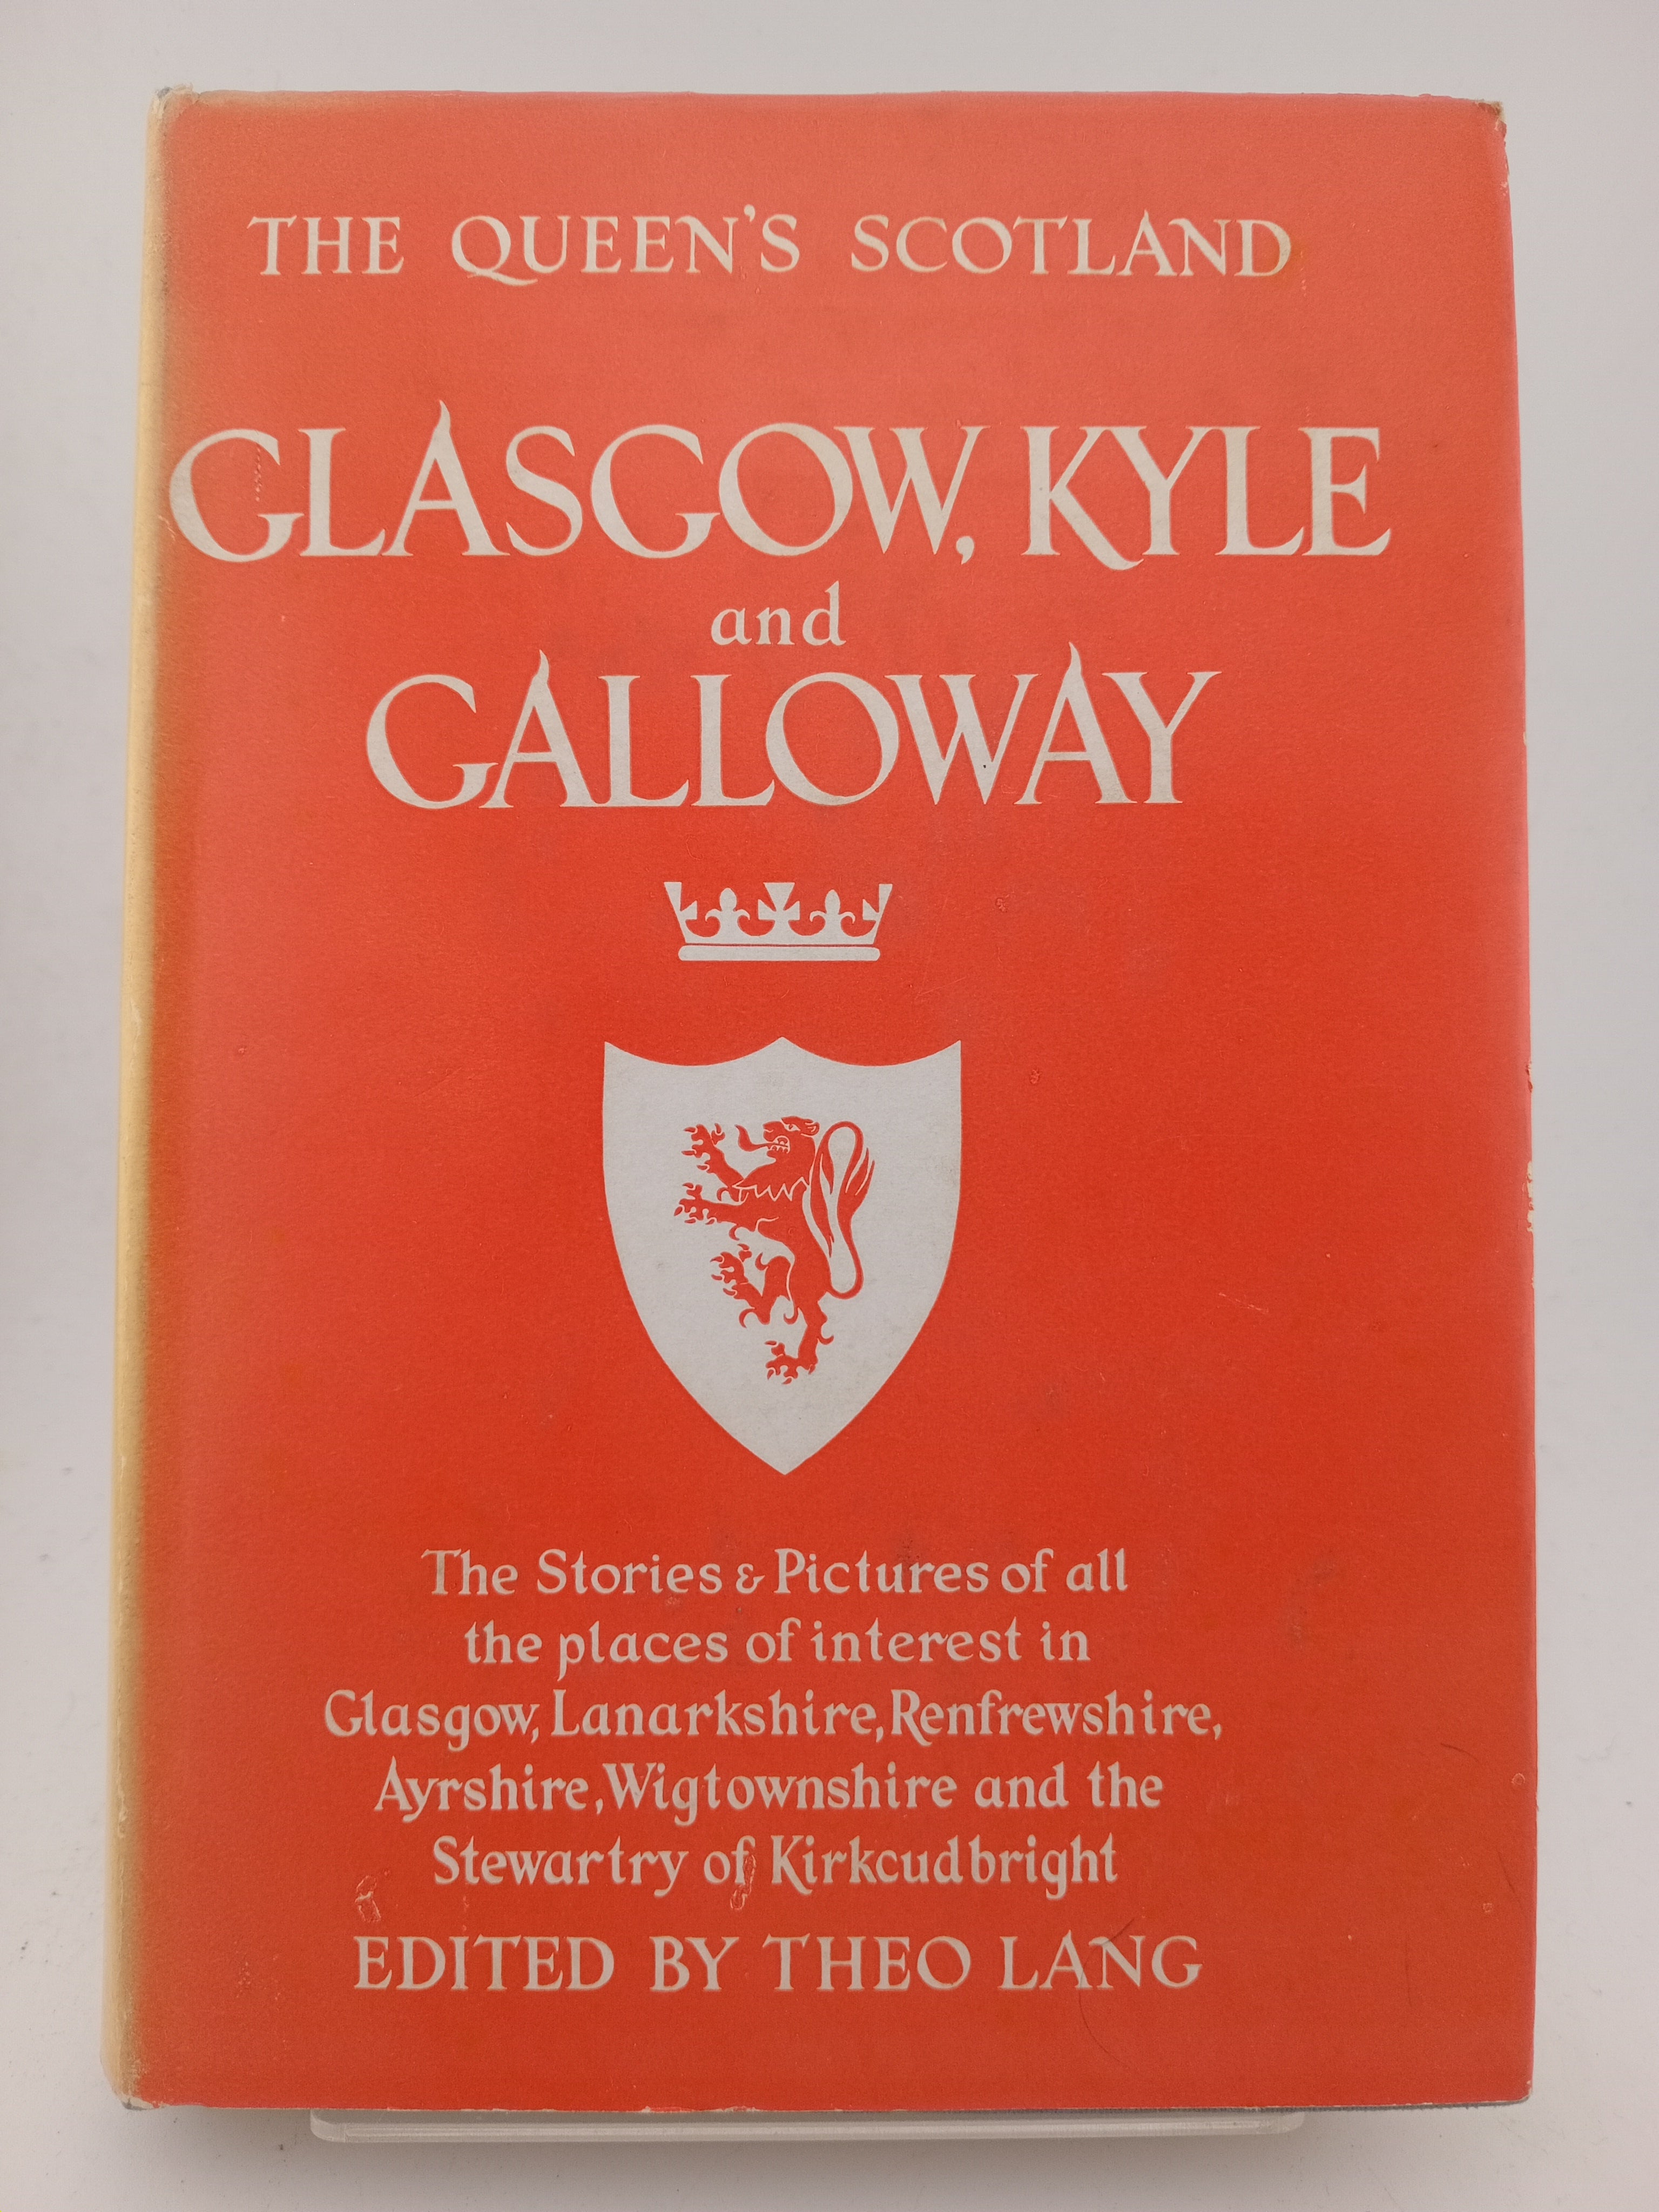 THE QUEEN'S SCOTLAND
GLASGOW, KYLE
and
GALLOWAY
The Stories & Pictures of all
the places of interest in
Glasgow, Lanarkshire, Renfrewshire,
Ayrshire, Wigtownshire and the
Stewartry of Kirkcudbright
EDITED BY THEO LANG